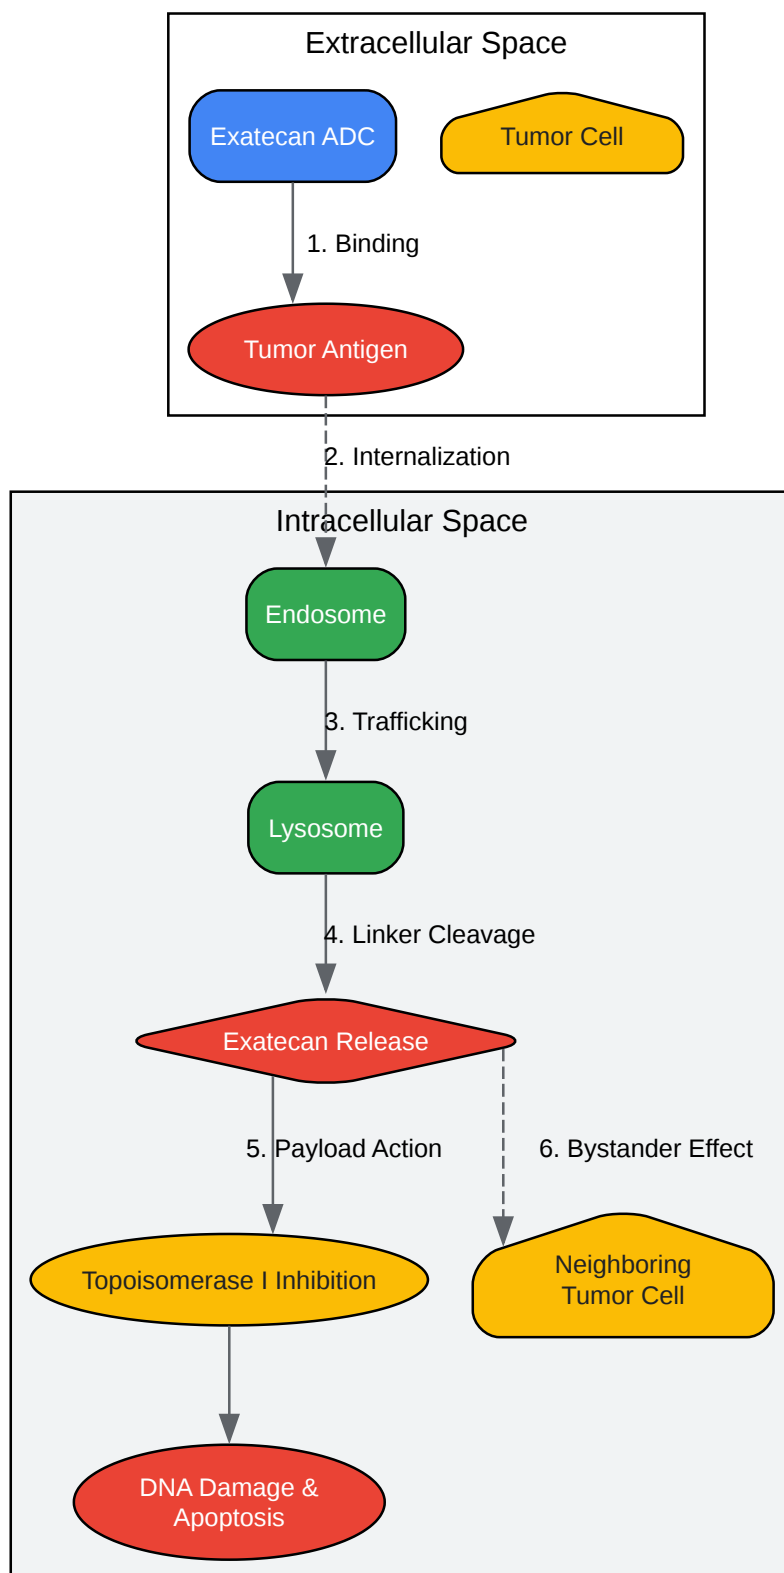 Extracellular Space
Exatecan ADC
Tumor Cell
1. Binding
Tumor Antigen
2. Internalization
Intracellular Space
Endosome
3. Trafficking
Lysosome
4. Linker Cleavage
Exatecan Release
5. Payload Action
6. Bystander Effect
Topoisomerase I Inhibition
Neighboring
Tumor Cell
DNA Damage &
Apoptosis